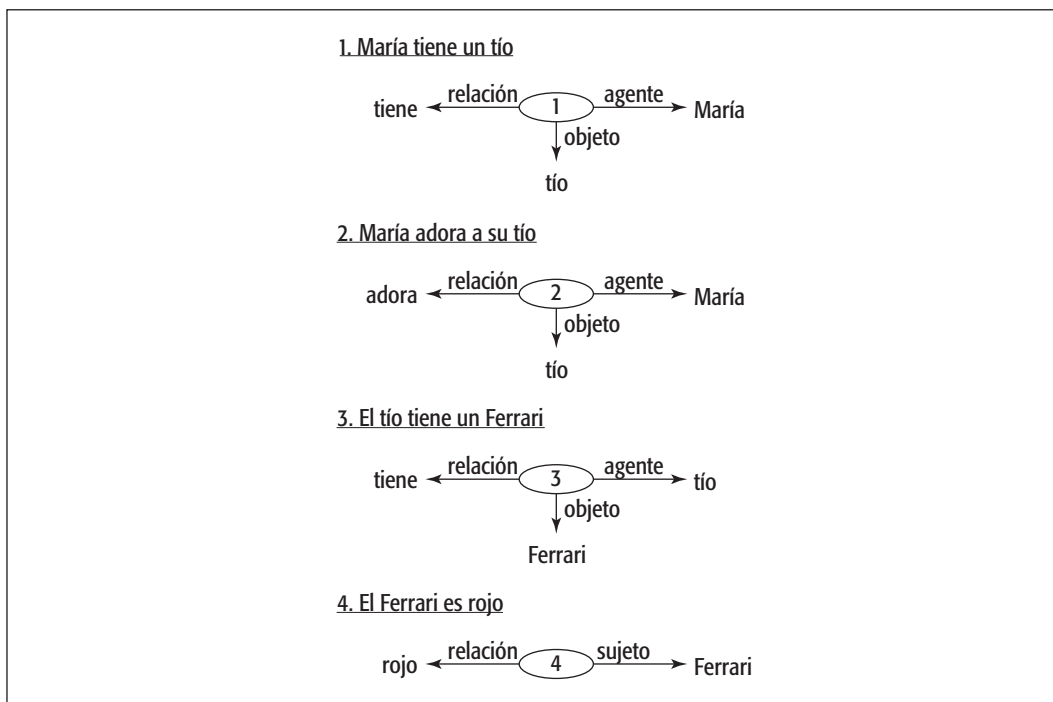 1. María tiene un tío
relación 1 agente
tiene María
objeto
tío
2. María adora a su tío
relación 2 agente
adora María
objeto
tío
3. El tío tiene un Ferrari
relación 3 agente
tiene tío
objeto
Ferrari
4. El Ferrari es rojo
relación 4 sujeto
rojo Ferrari